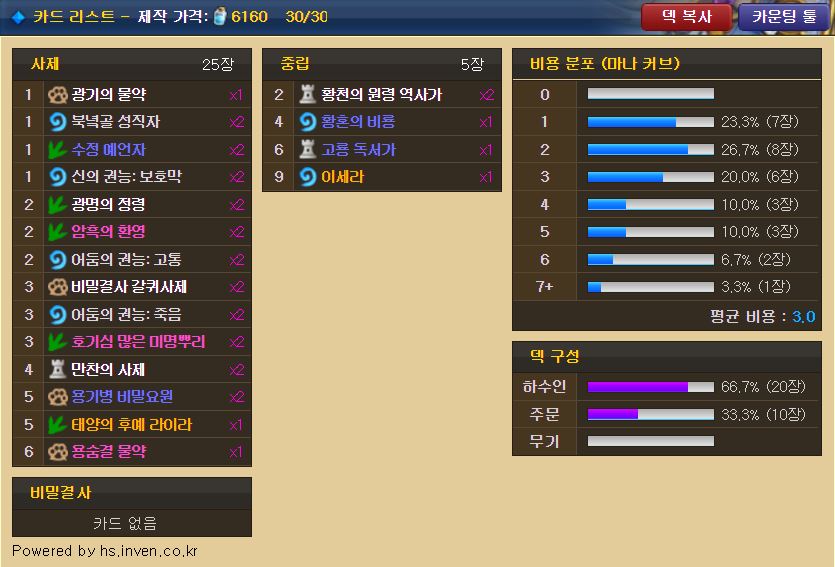 카드 리스트 - 제작 가격: 6160 30/30
덱 복사
카운팅 툴
사제 25장
1 광기의 물약 x1
1 북녘골 성직자 x2
1 수정 예언자 x2
1 신의 권능: 보호막 x2
2 광명의 정령 x2
2 암흑의 환영 x2
2 어둠의 권능: 고통 x2
3 비밀결사 갈퀴사제 x2
3 어둠의 권능: 죽음 x2
3 호기심 많은 미명뿌리 x2
4 만찬의 사제 x2
5 용기병 비밀요원 x2
5 태양의 후예 라이라 x1
6 용숨결 물약 x1
비밀결사
카드 없음
Powered by hs.inven.co.kr
중립 5장
2 황천의 원령 역사가 x2
4 황혼의 비룡 x1
6 고룡 독서가 x1
9 이세라 x1
비용 분포 (마나 커브)
0
1 23.3% (7장)
2 26.7% (8장)
3 20.0% (6장)
4 10.0% (3장)
5 10.0% (3장)
6 6.7% (2장)
7+ 3.3% (1장)
평균 비용 : 3.0
덱 구성
하수인 66.7% (20장)
주문 33.3% (10장)
무기